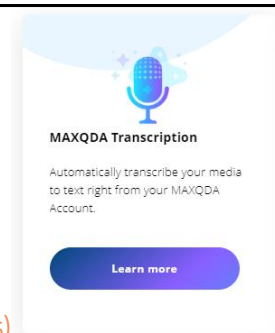 MAXQDA Transcription
Automatically transcribe your media
to text right from your MAXQDA
Account.
Learn more
s)